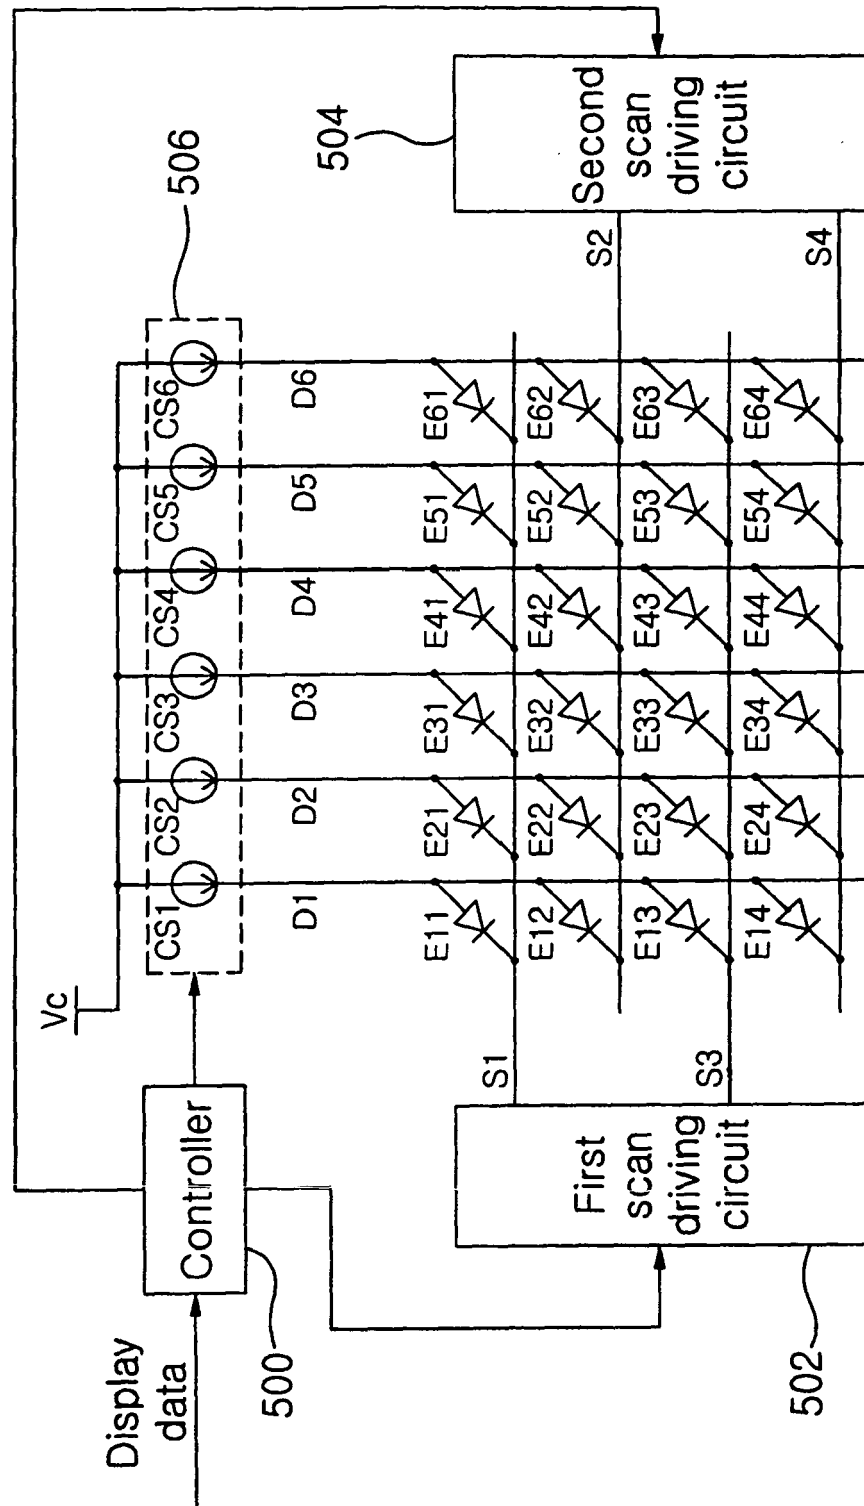 Display
data
Controller
500
Vc
506
CS1 CS2 CS3 CS4 CS5 CS6
D1 D2 D3 D4 D5 D6
504
Second
scan
driving
circuit
S2
S4
E11 E21 E31 E41 E51 E61
E12 E22 E32 E42 E52 E62
E13 E23 E33 E43 E53 E63
E14 E24 E34 E44 E54 E64
S1
S3
First
scan
driving
circuit
502